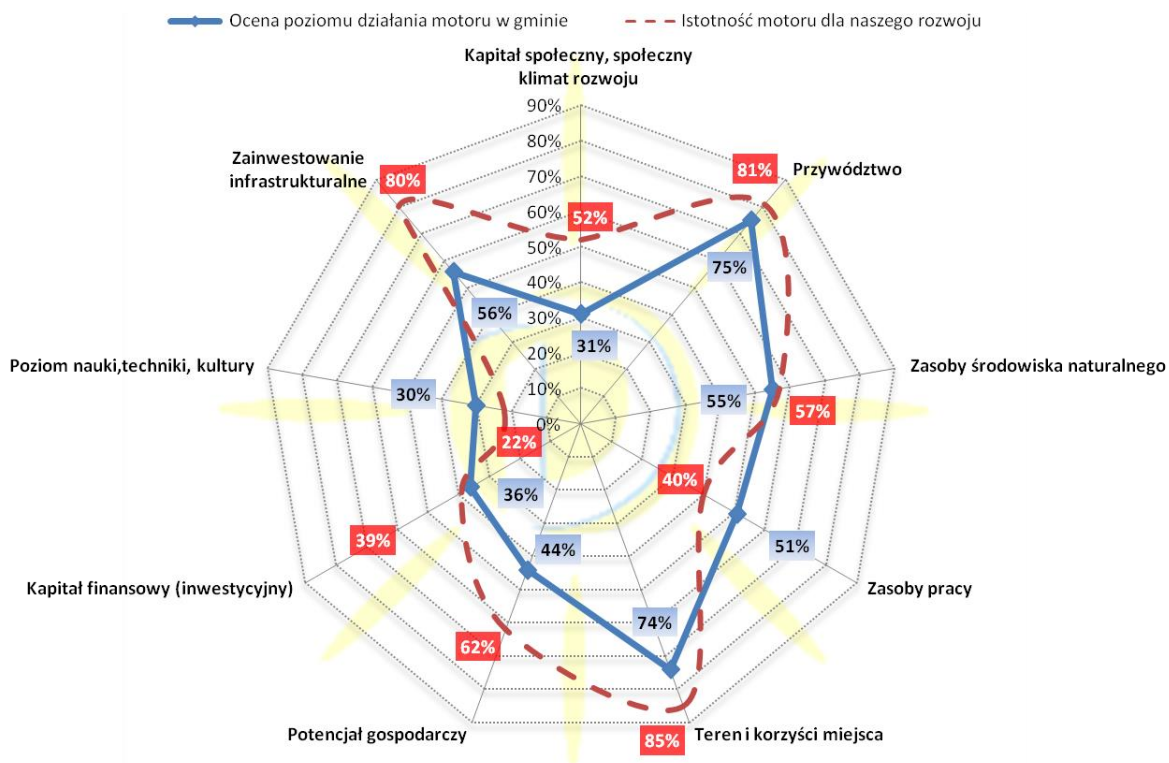 Ocena poziomu działania motoru w gminie
Istotność motoru dla naszego rozwoju
Kapitał społeczny, społeczny
klimat rozwoju
90%
80%
70%
60%
50%
40%
30%
20%
10%
0%
Zainwestowanie
infrastrukturalne
80%
52%
81%
Przywództwo
75%
56%
31%
Poziom nauki,techniki, kultury
30%
22%
55%
57%
Zasoby środowiska naturalnego
40%
36%
39%
44%
51%
Kapitał finansowy (inwestycyjny)
Zasoby pracy
62%
74%
Potencjał gospodarczy
85%
Teren i korzyści miejsca